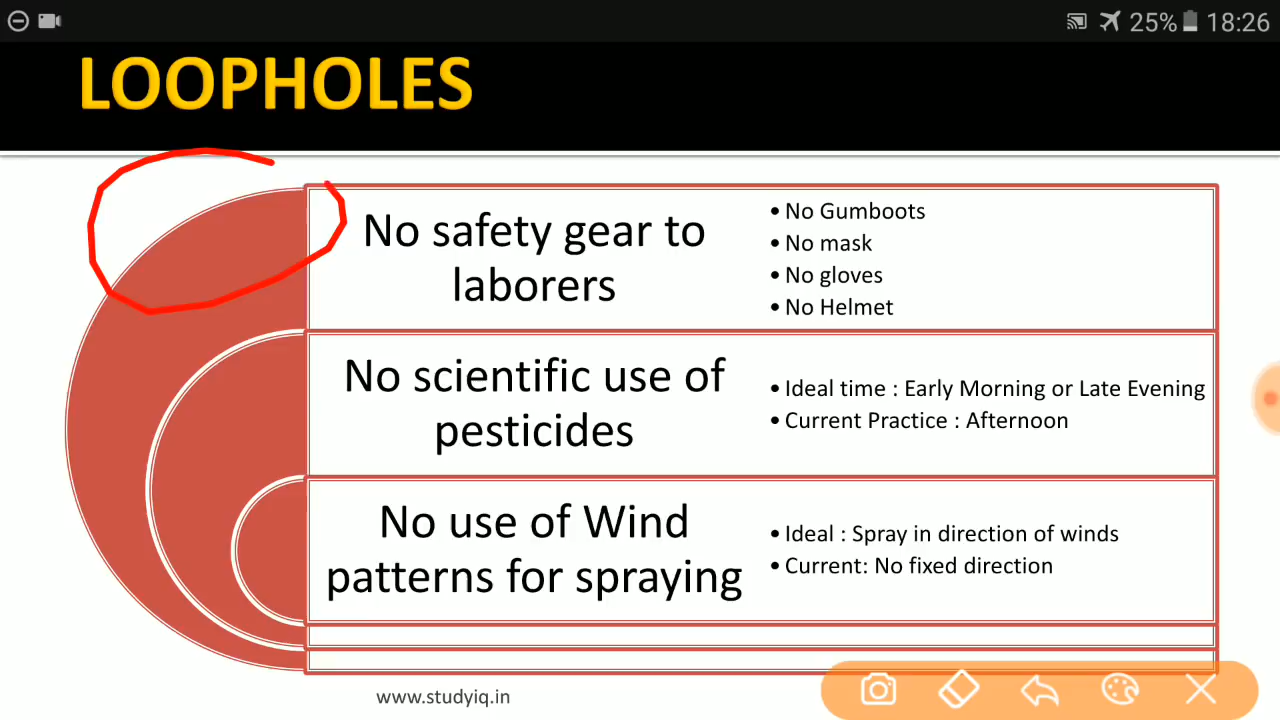 25% 18:26
LOOPHOLES
No safety gear to
laborers
• No Gumboots
• No mask
• No gloves
• No Helmet
No scientific use of
pesticides
• Ideal time : Early Morning or Late Evening
• Current Practice : Afternoon
No use of Wind
patterns for spraying
• Ideal : Spray in direction of winds
• Current: No fixed direction
www.studyiq.in